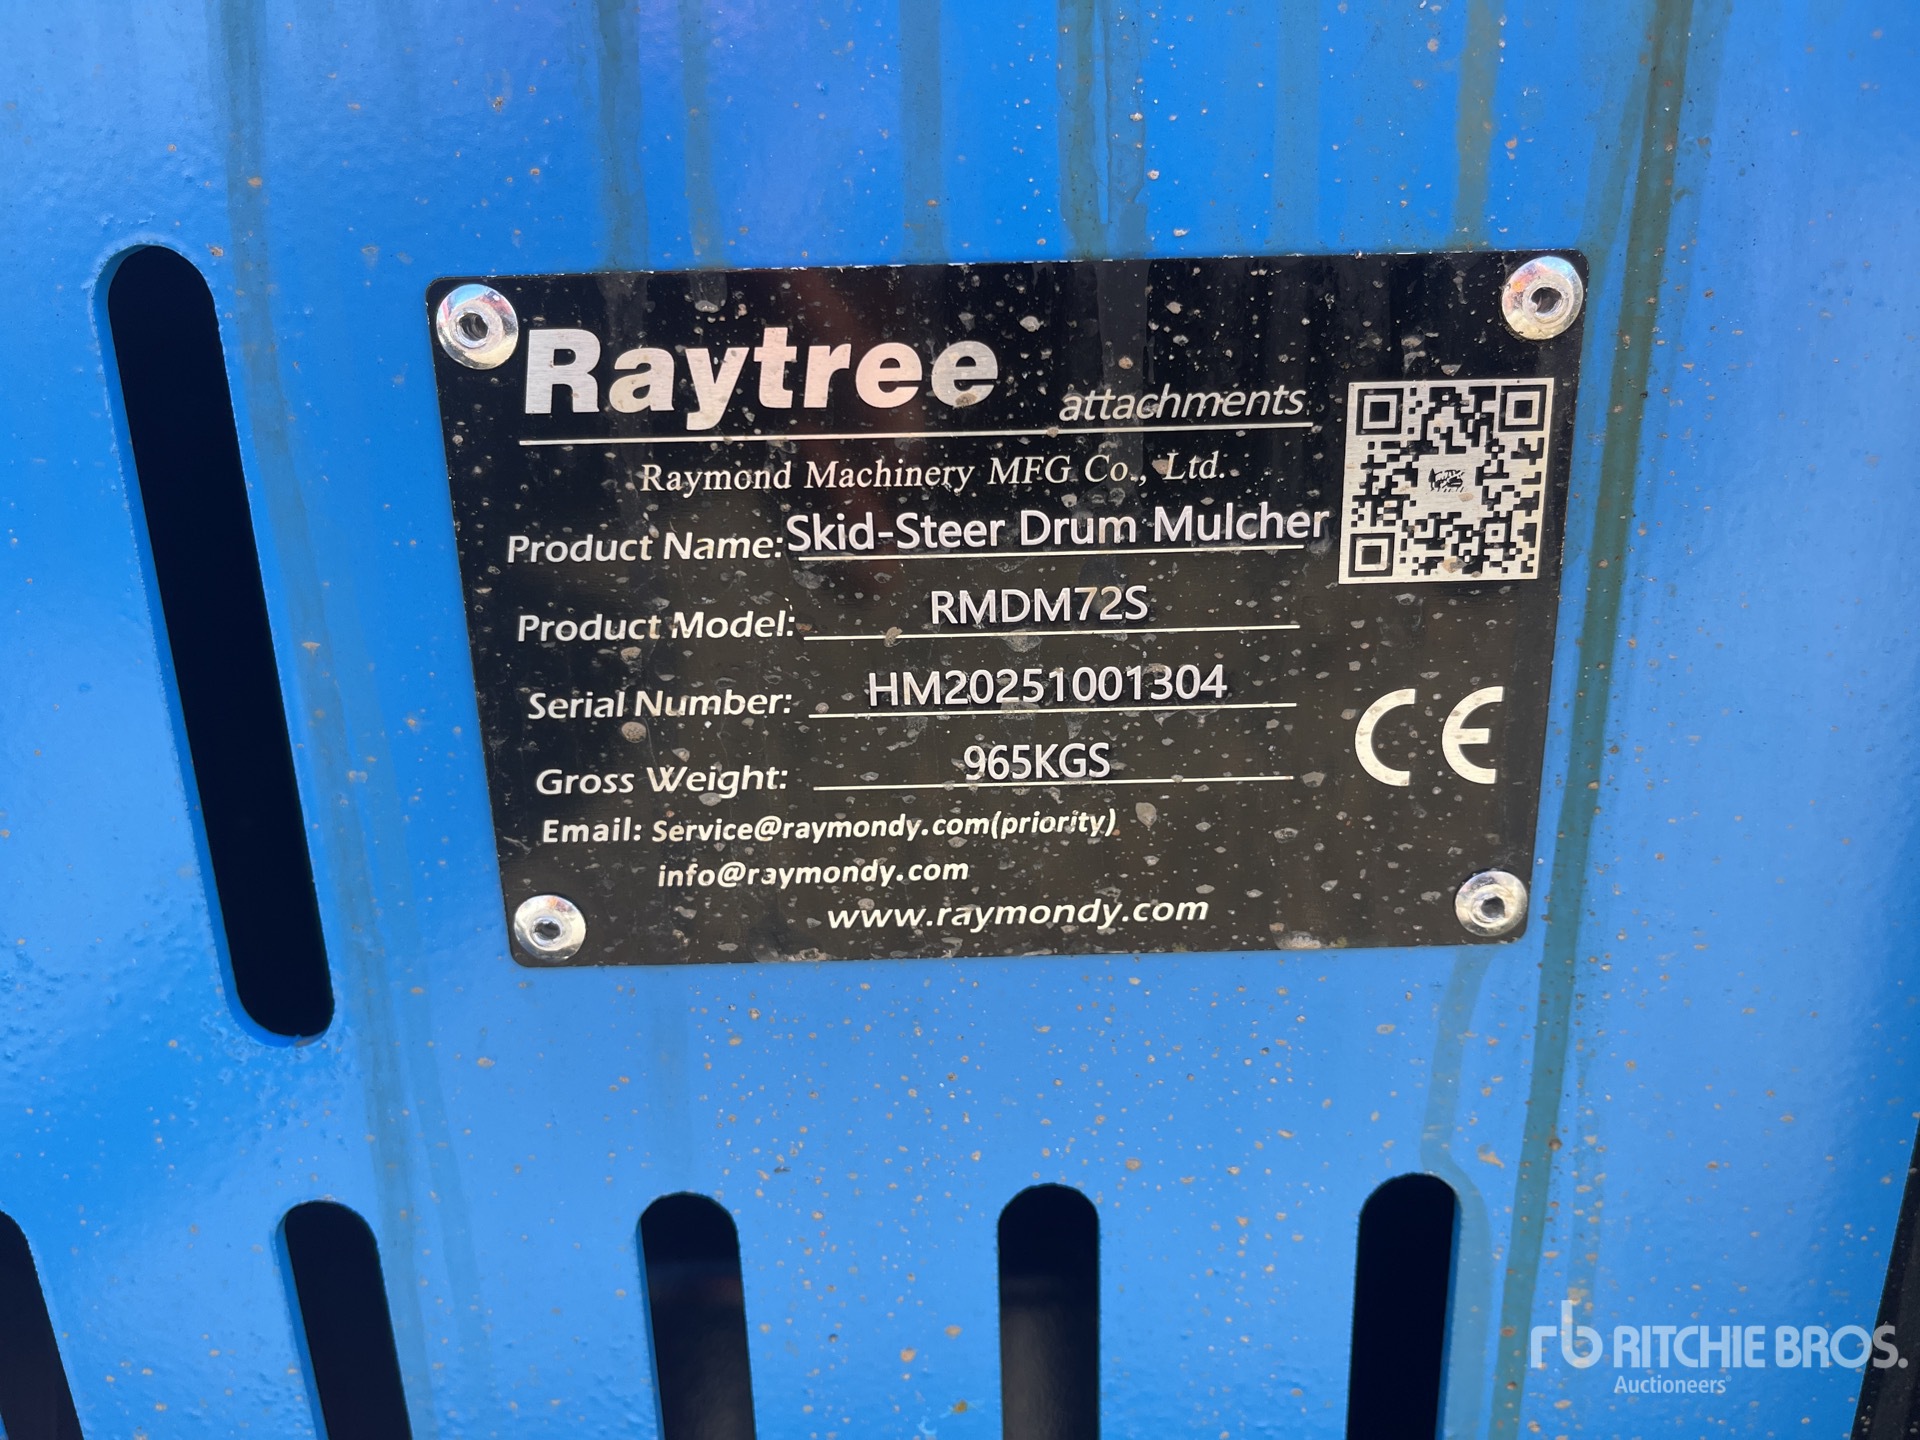 Raytree attachments
Raymond Machinery MFG Co., Ltd.
Product Name: Skid-Steer Drum Mulcher
Product Model: RMDM72S
Serial Number: HM20251001304
Gross Weight: 965KGS
Email: Service@raymondy.com(priority)
info@raymondy.com
www.raymondy.com
CE
rb RITCHIE BROS.
Auctioneers